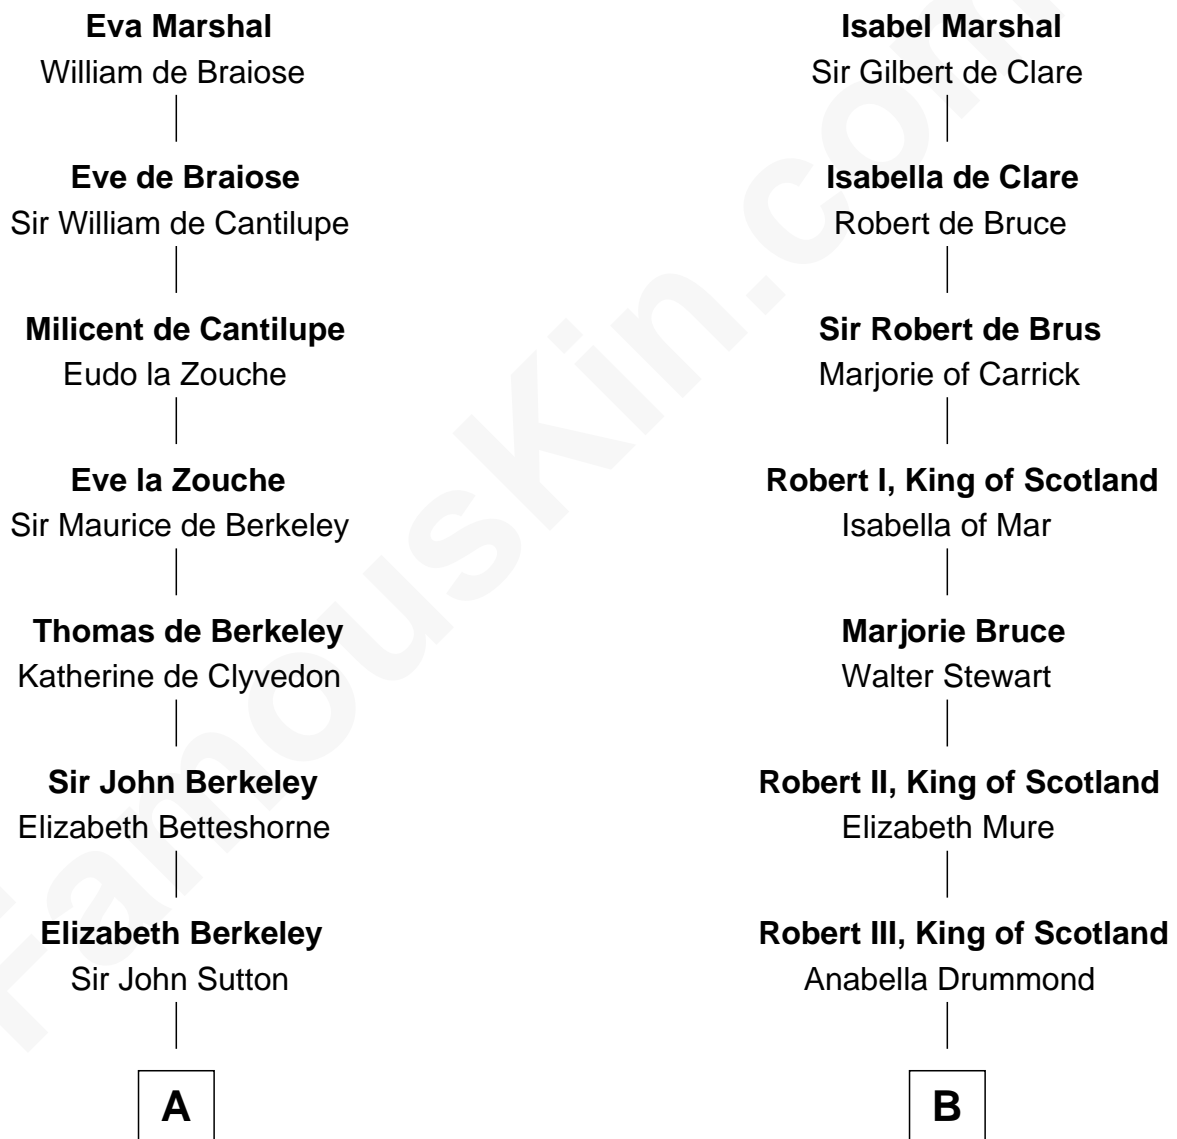 Eva Marshal
William de Braiose
Eve de Braiose
Sir William de Cantilupe
Milicent de Cantilupe
Eudo la Zouche
Eve la Zouche
Sir Maurice de Berkeley
Thomas de Berkeley
Katherine de Clyvedon
Sir John Berkeley
Elizabeth Betteshorne
Elizabeth Berkeley
Sir John Sutton
A
Isabel Marshal
Sir Gilbert de Clare
Isabella de Clare
Robert de Bruce
Sir Robert de Brus
Marjorie of Carrick
Robert I, King of Scotland
Isabella of Mar
Marjorie Bruce
Walter Stewart
Robert II, King of Scotland
Elizabeth Mure
Robert III, King of Scotland
Anabella Drummond
B
FamousKin.com